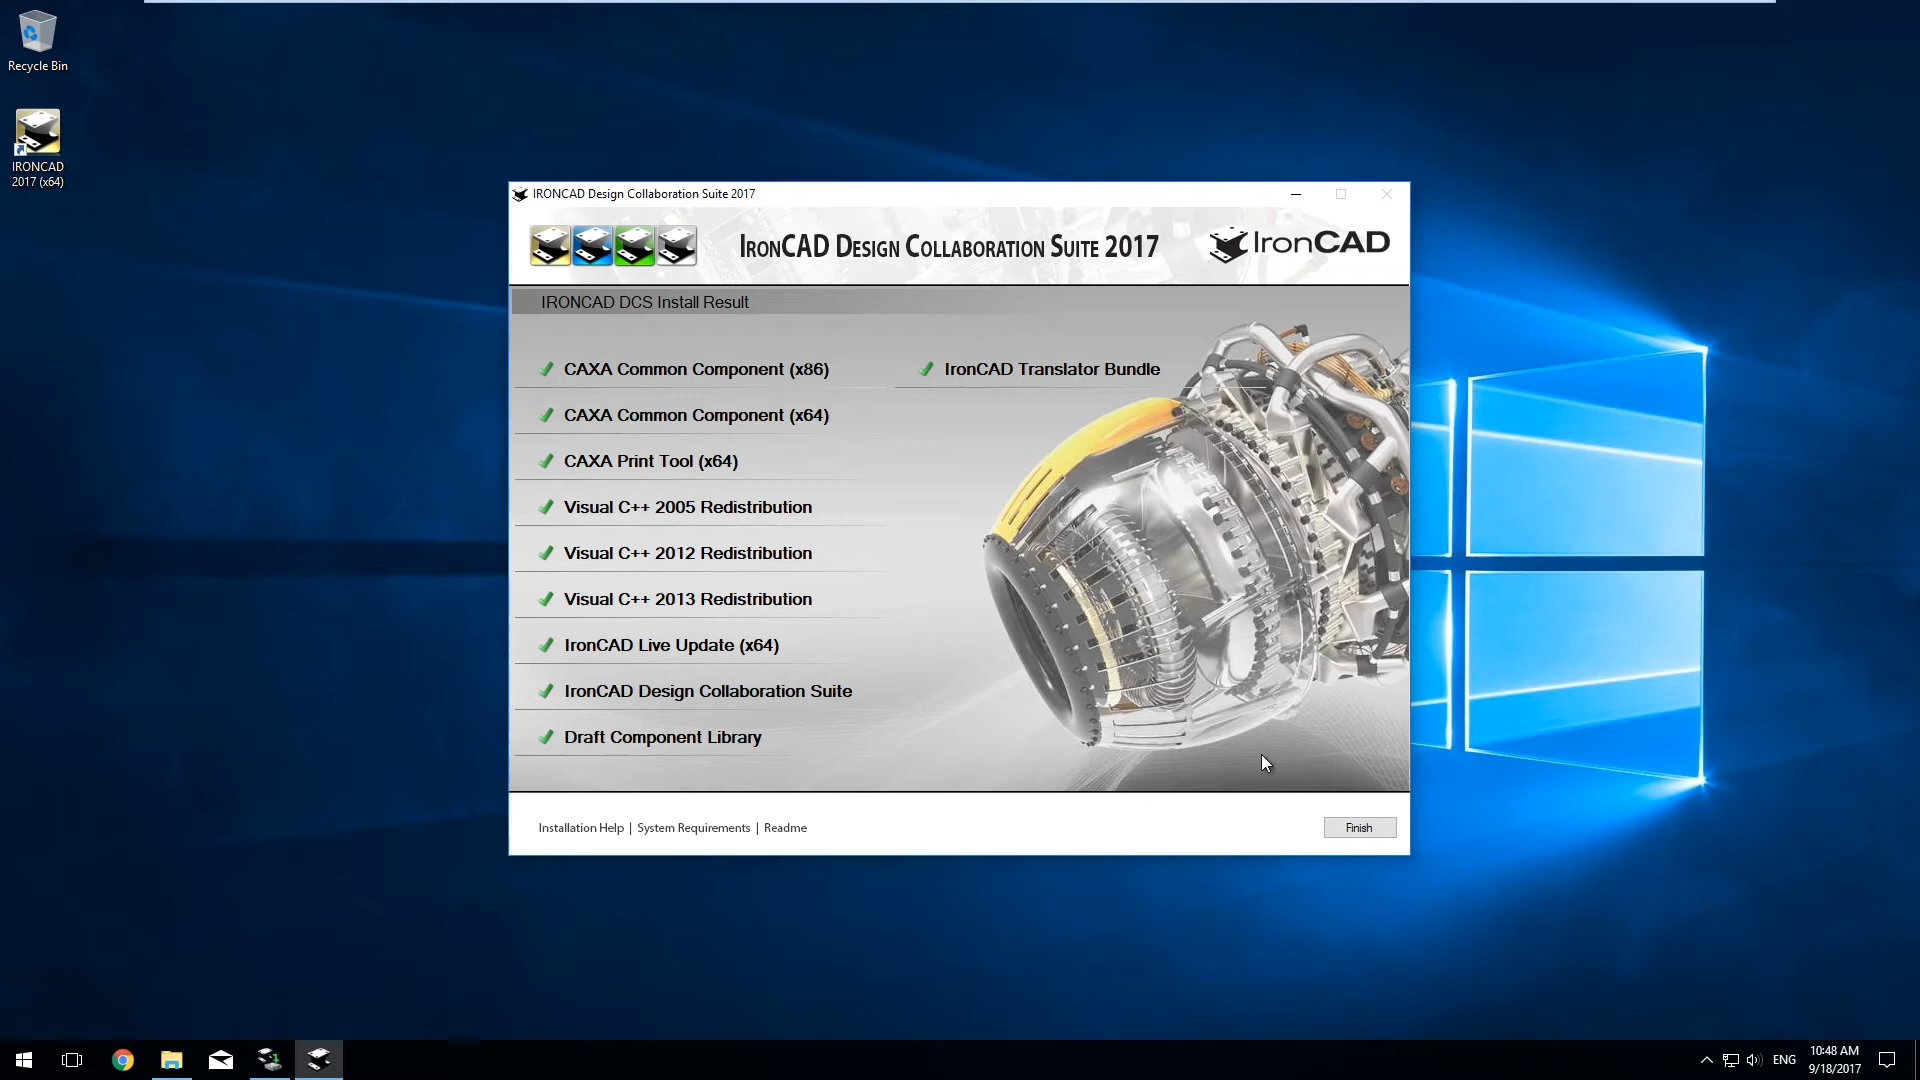 Recycle Bin
IRONCAD
2017 (x64)
IRONCAD Design Collaboration Suite 2017
IRONCAD DESIGN COLLABORATION SUITE 2017
IronCAD
IRONCAD DCS Install Result
CAXA Common Component (x86)
IronCAD Translator Bundle
CAXA Common Component (x64)
CAXA Print Tool (x64)
Visual C++ 2005 Redistribution
Visual C++ 2012 Redistribution
Visual C++ 2013 Redistribution
IronCAD Live Update (x64)
IronCAD Design Collaboration Suite
Draft Component Library
Installation Help | System Requirements | Readme
Finish
ENG
10:48 AM
9/18/2017